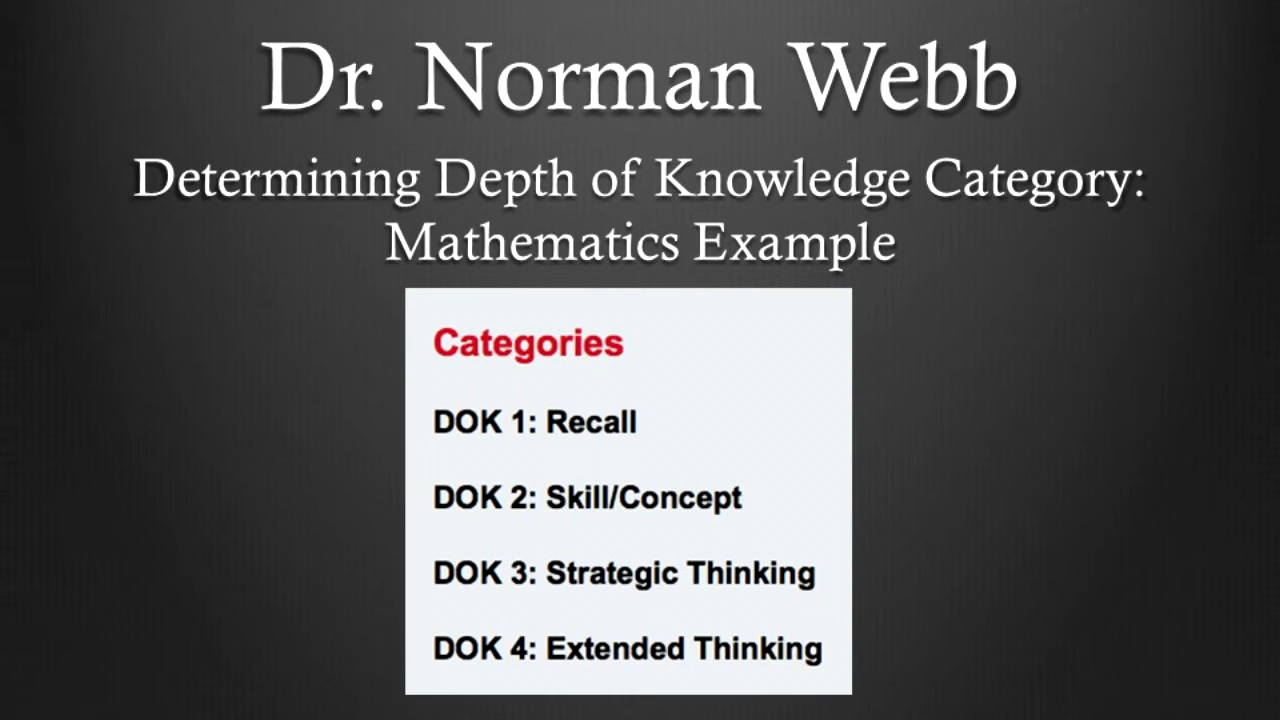 Dr. Norman Webb
Determining Depth of Knowledge Category:
Mathematics Example
Categories
DOK 1: Recall
DOK 2: Skill/Concept
DOK 3: Strategic Thinking
DOK 4: Extended Thinking